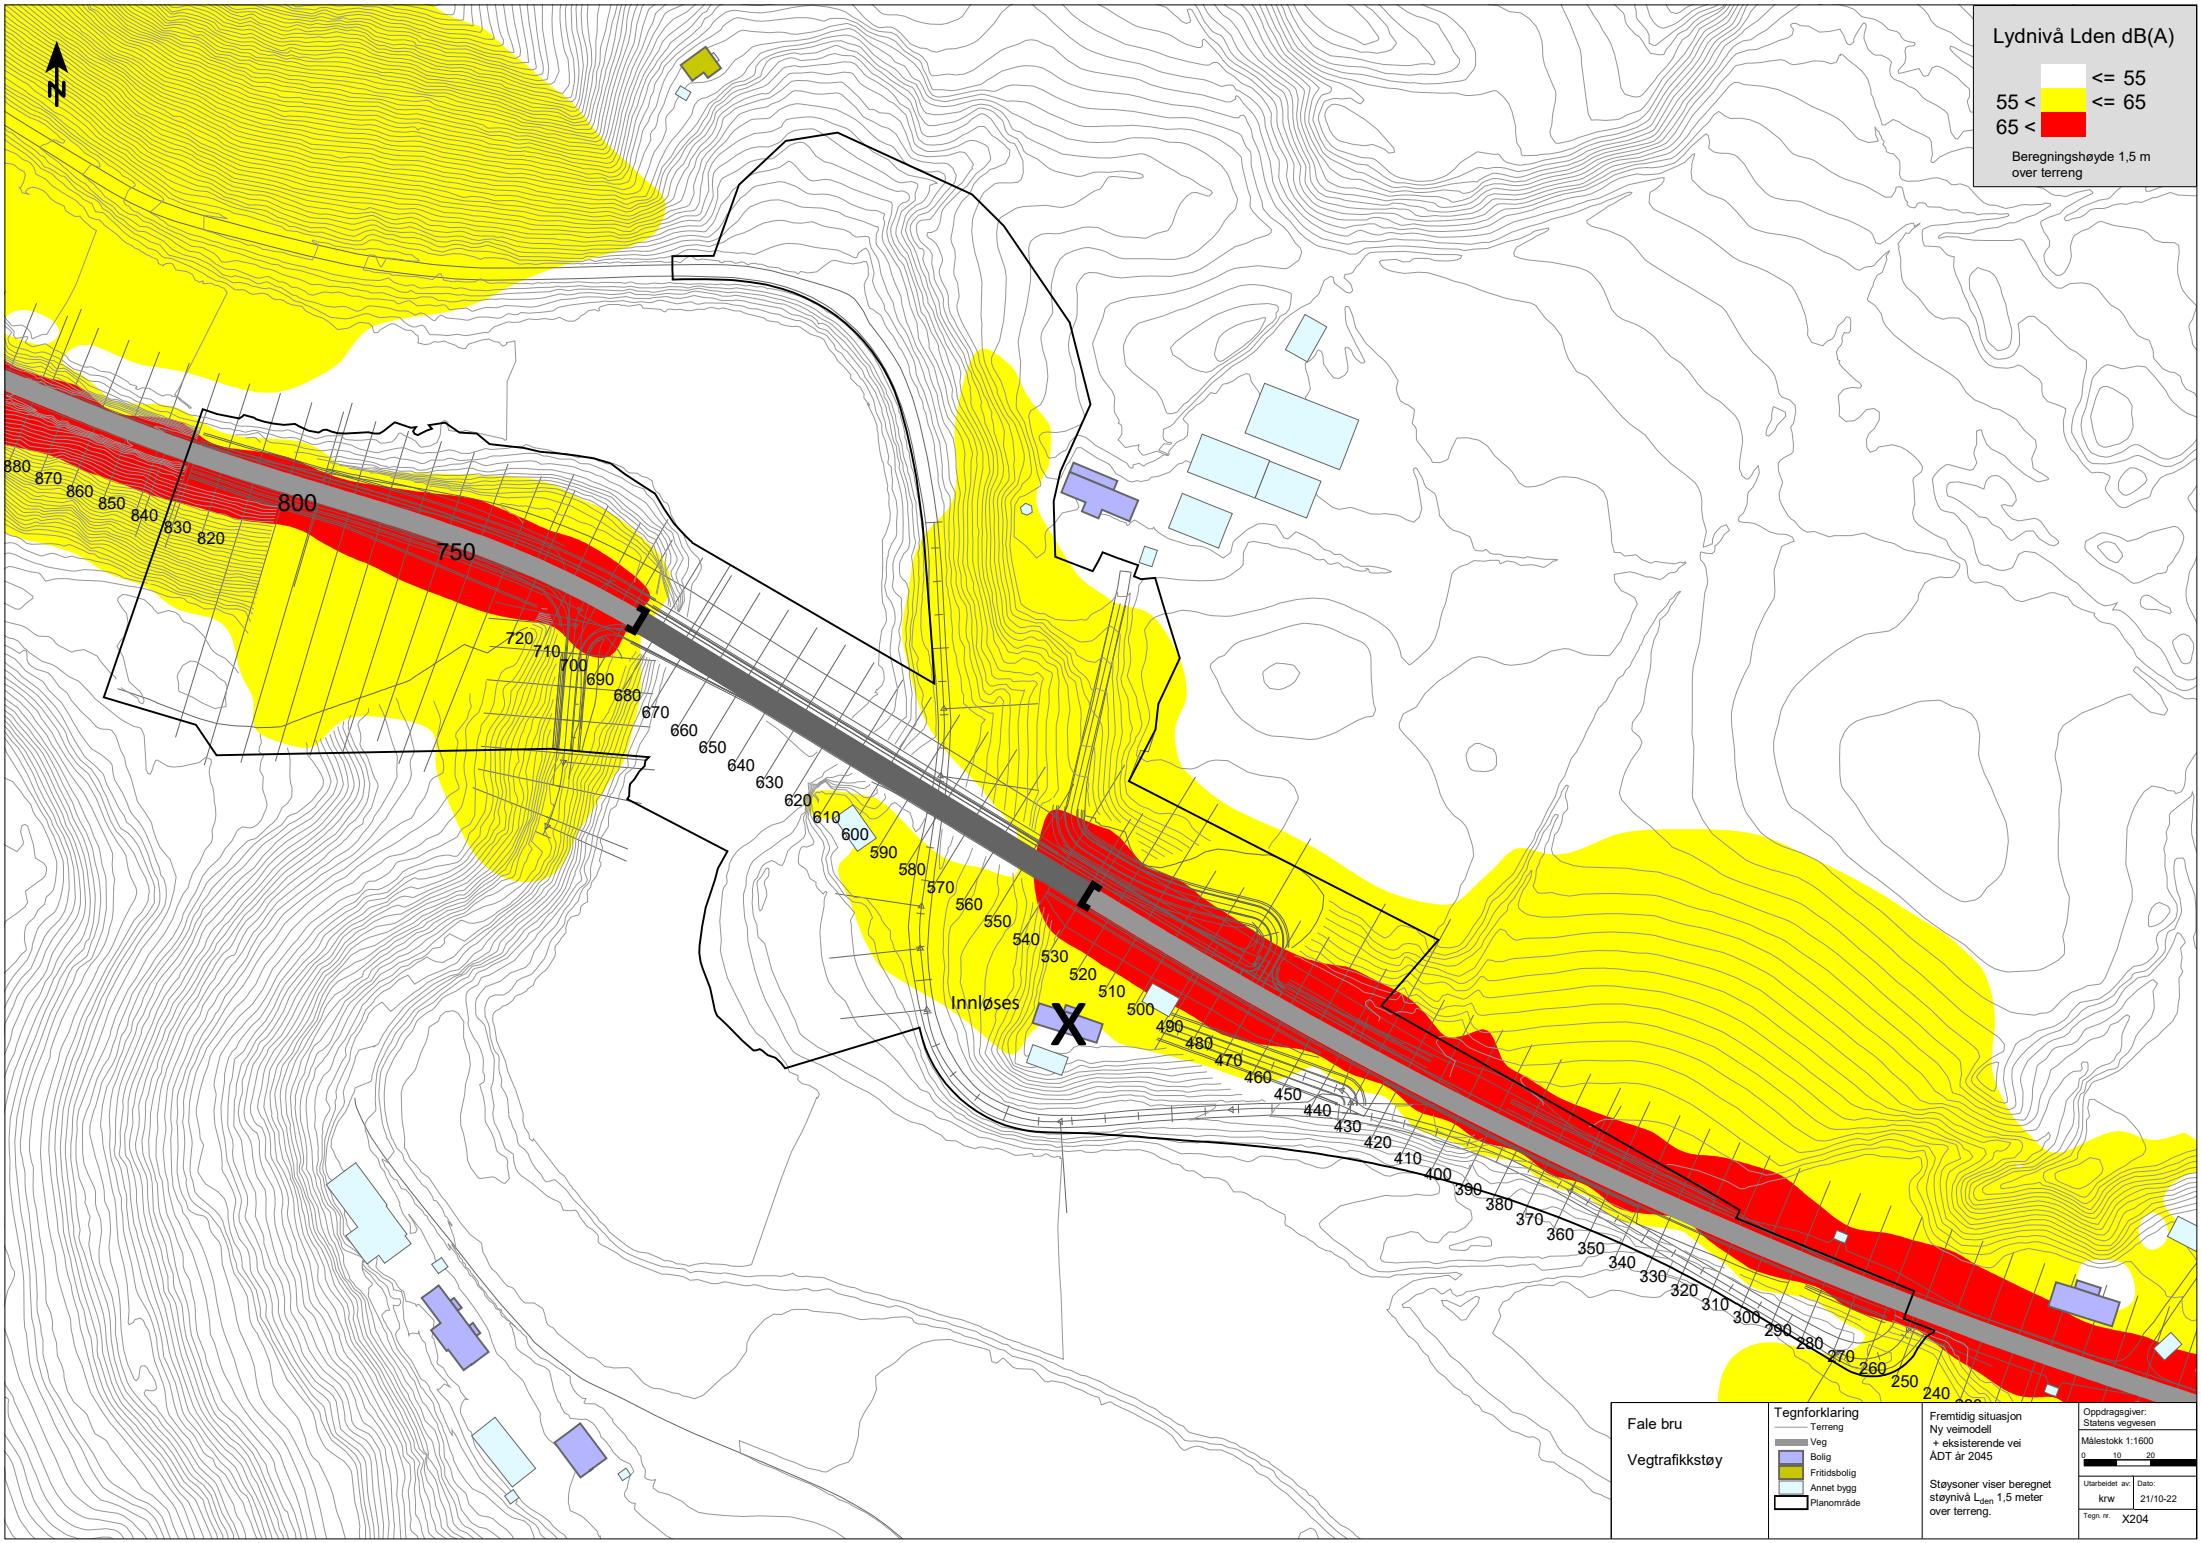 N
Lydnivå Lden dB(A)
<= 55
55 < <= 65
65 <
Beregningshøyde 1,5 m
over terreng
880
870
860
850
840
830
820
800
750
720
710
700
690
680
670
660
650
640
630
620
610
600
590
580
570
560
550
540
530
520
510
500
490
480
470
460
450
440
430
420
410
400
390
380
370
360
350
340
330
320
310
300
290
280
270
260
250
240
Innløses
X
Fale bru
Vegtrafikkstøy
Tegnforklaring
Terreng
Veg
Bolig
Fritidsbolig
Annet bygg
Planområde
Fremtidig situasjon
Ny veimodell
+ eksisterende vei
ÅDT år 2045
Støysoner viser beregnet
støynivå Lden 1,5 meter
over terreng.
Oppdragsgiver:
Statens vegvesen
Målestokk 1:1600
0 10 20
Utarbeidet av: Dato:
krw 21/10-22
Tegn. nr. X204